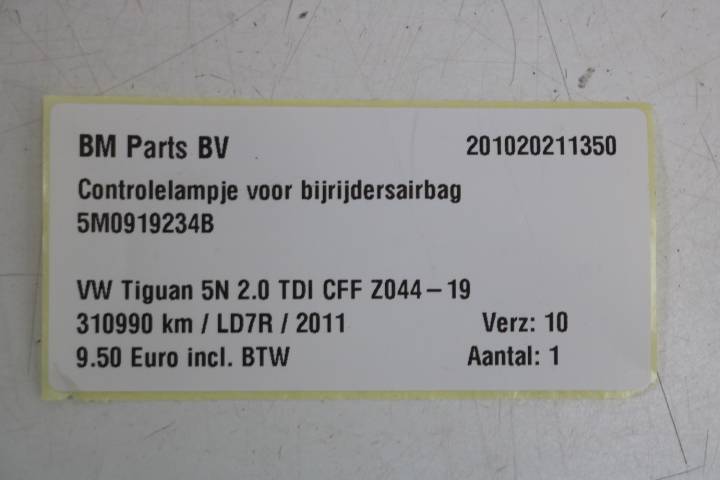 BM Parts BV 201020211350
Controlelampje voor bijrijdersairbag
5M0919234B
VW Tiguan 5N 2.0 TDI CFF Z044-19
310990 km / LD7R / 2011 Verz: 10
9.50 Euro incl. BTW Aantal: 1